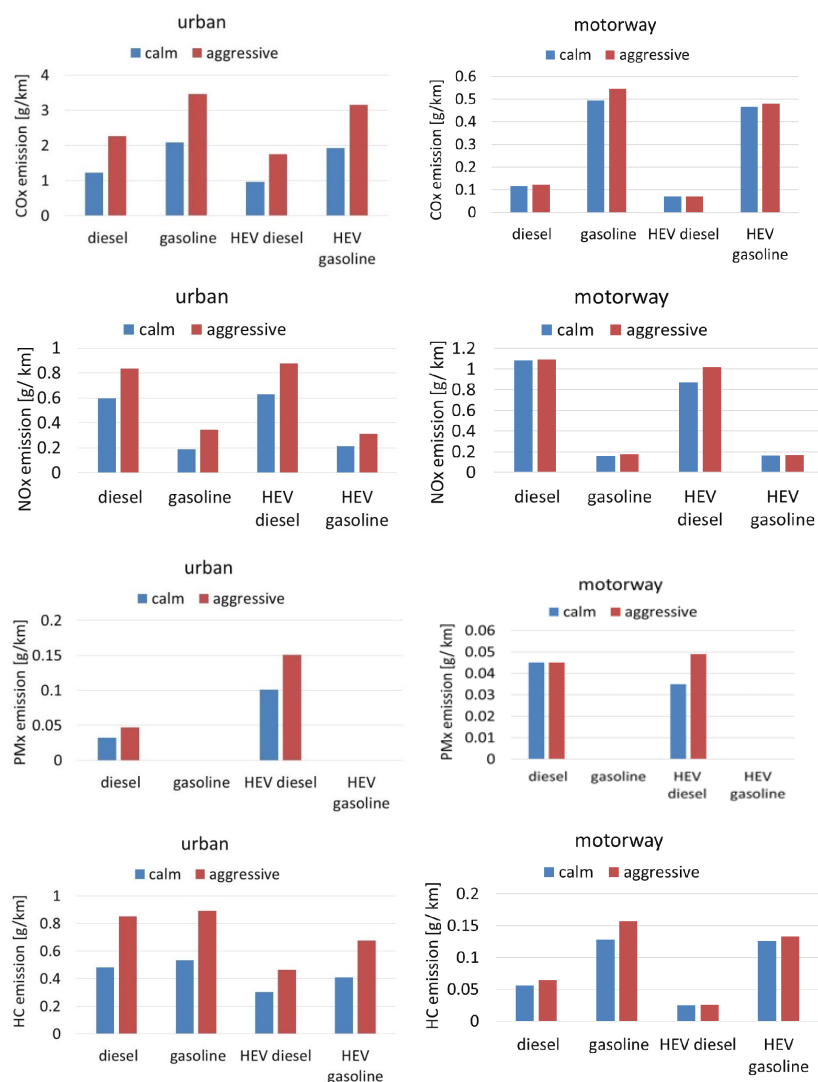 urban
calm aggressive
COx emission [g/km]
4
3
2
1
0
diesel gasoline HEV diesel HEV
gasoline
motorway
calm aggressive
COx emission [g/km]
0.6
0.5
0.4
0.3
0.2
0.1
0
diesel gasoline HEV diesel HEV
gasoline
urban
calm aggressive
NOx emission [g/ km]
1
0.8
0.6
0.4
0.2
0
diesel gasoline HEV HEV
diesel gasoline
motorway
calm aggressive
NOx emission [g/ km]
1.2
1
0.8
0.6
0.4
0.2
0
diesel gasoline HEV HEV
diesel gasoline
urban
calm aggressive
PMx emission [g/ km]
0.2
0.15
0.1
0.05
0
diesel gasoline HEV diesel HEV
gasoline
motorway
calm aggressive
PMx emission [g/ km]
0.06
0.05
0.04
0.03
0.02
0.01
0
diesel gasoline HEV HEV
diesel gasoline
urban
calm aggressive
HC emission [g/km]
1
0.8
0.6
0.4
0.2
0
diesel gasoline HEV diesel HEV
gasoline
motorway
calm aggressive
HC emission [g/ km]
0.2
0.15
0.1
0.05
0
diesel gasoline HEV diesel HEV
gasoline